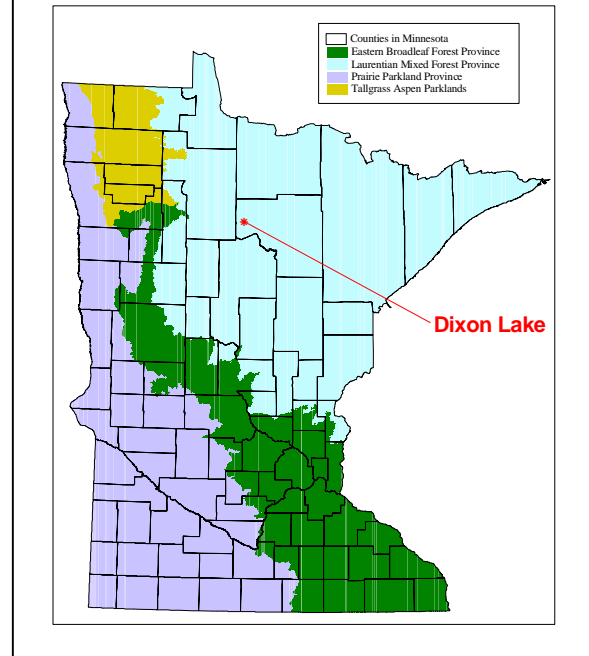 Counties in Minnesota
Eastern Broadleaf Forest Province
Laurentian Mixed Forest Province
Prairie Parkland Province
Tallgrass Aspen Parklands
Dixon Lake